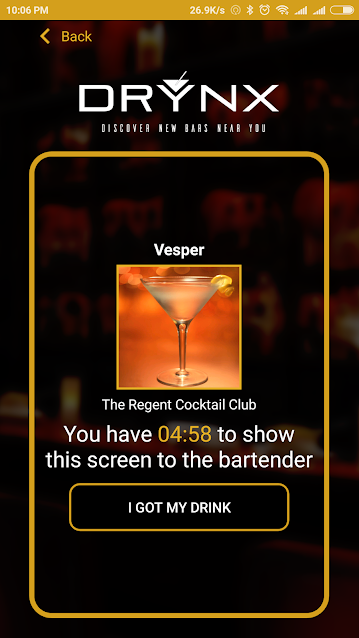 10:06 PM 26.9K/s
Back
DRYNX
DISCOVER NEW BARS NEAR YOU
Vesper
The Regent Cocktail Club
You have 04:58 to show
this screen to the bartender
I GOT MY DRINK